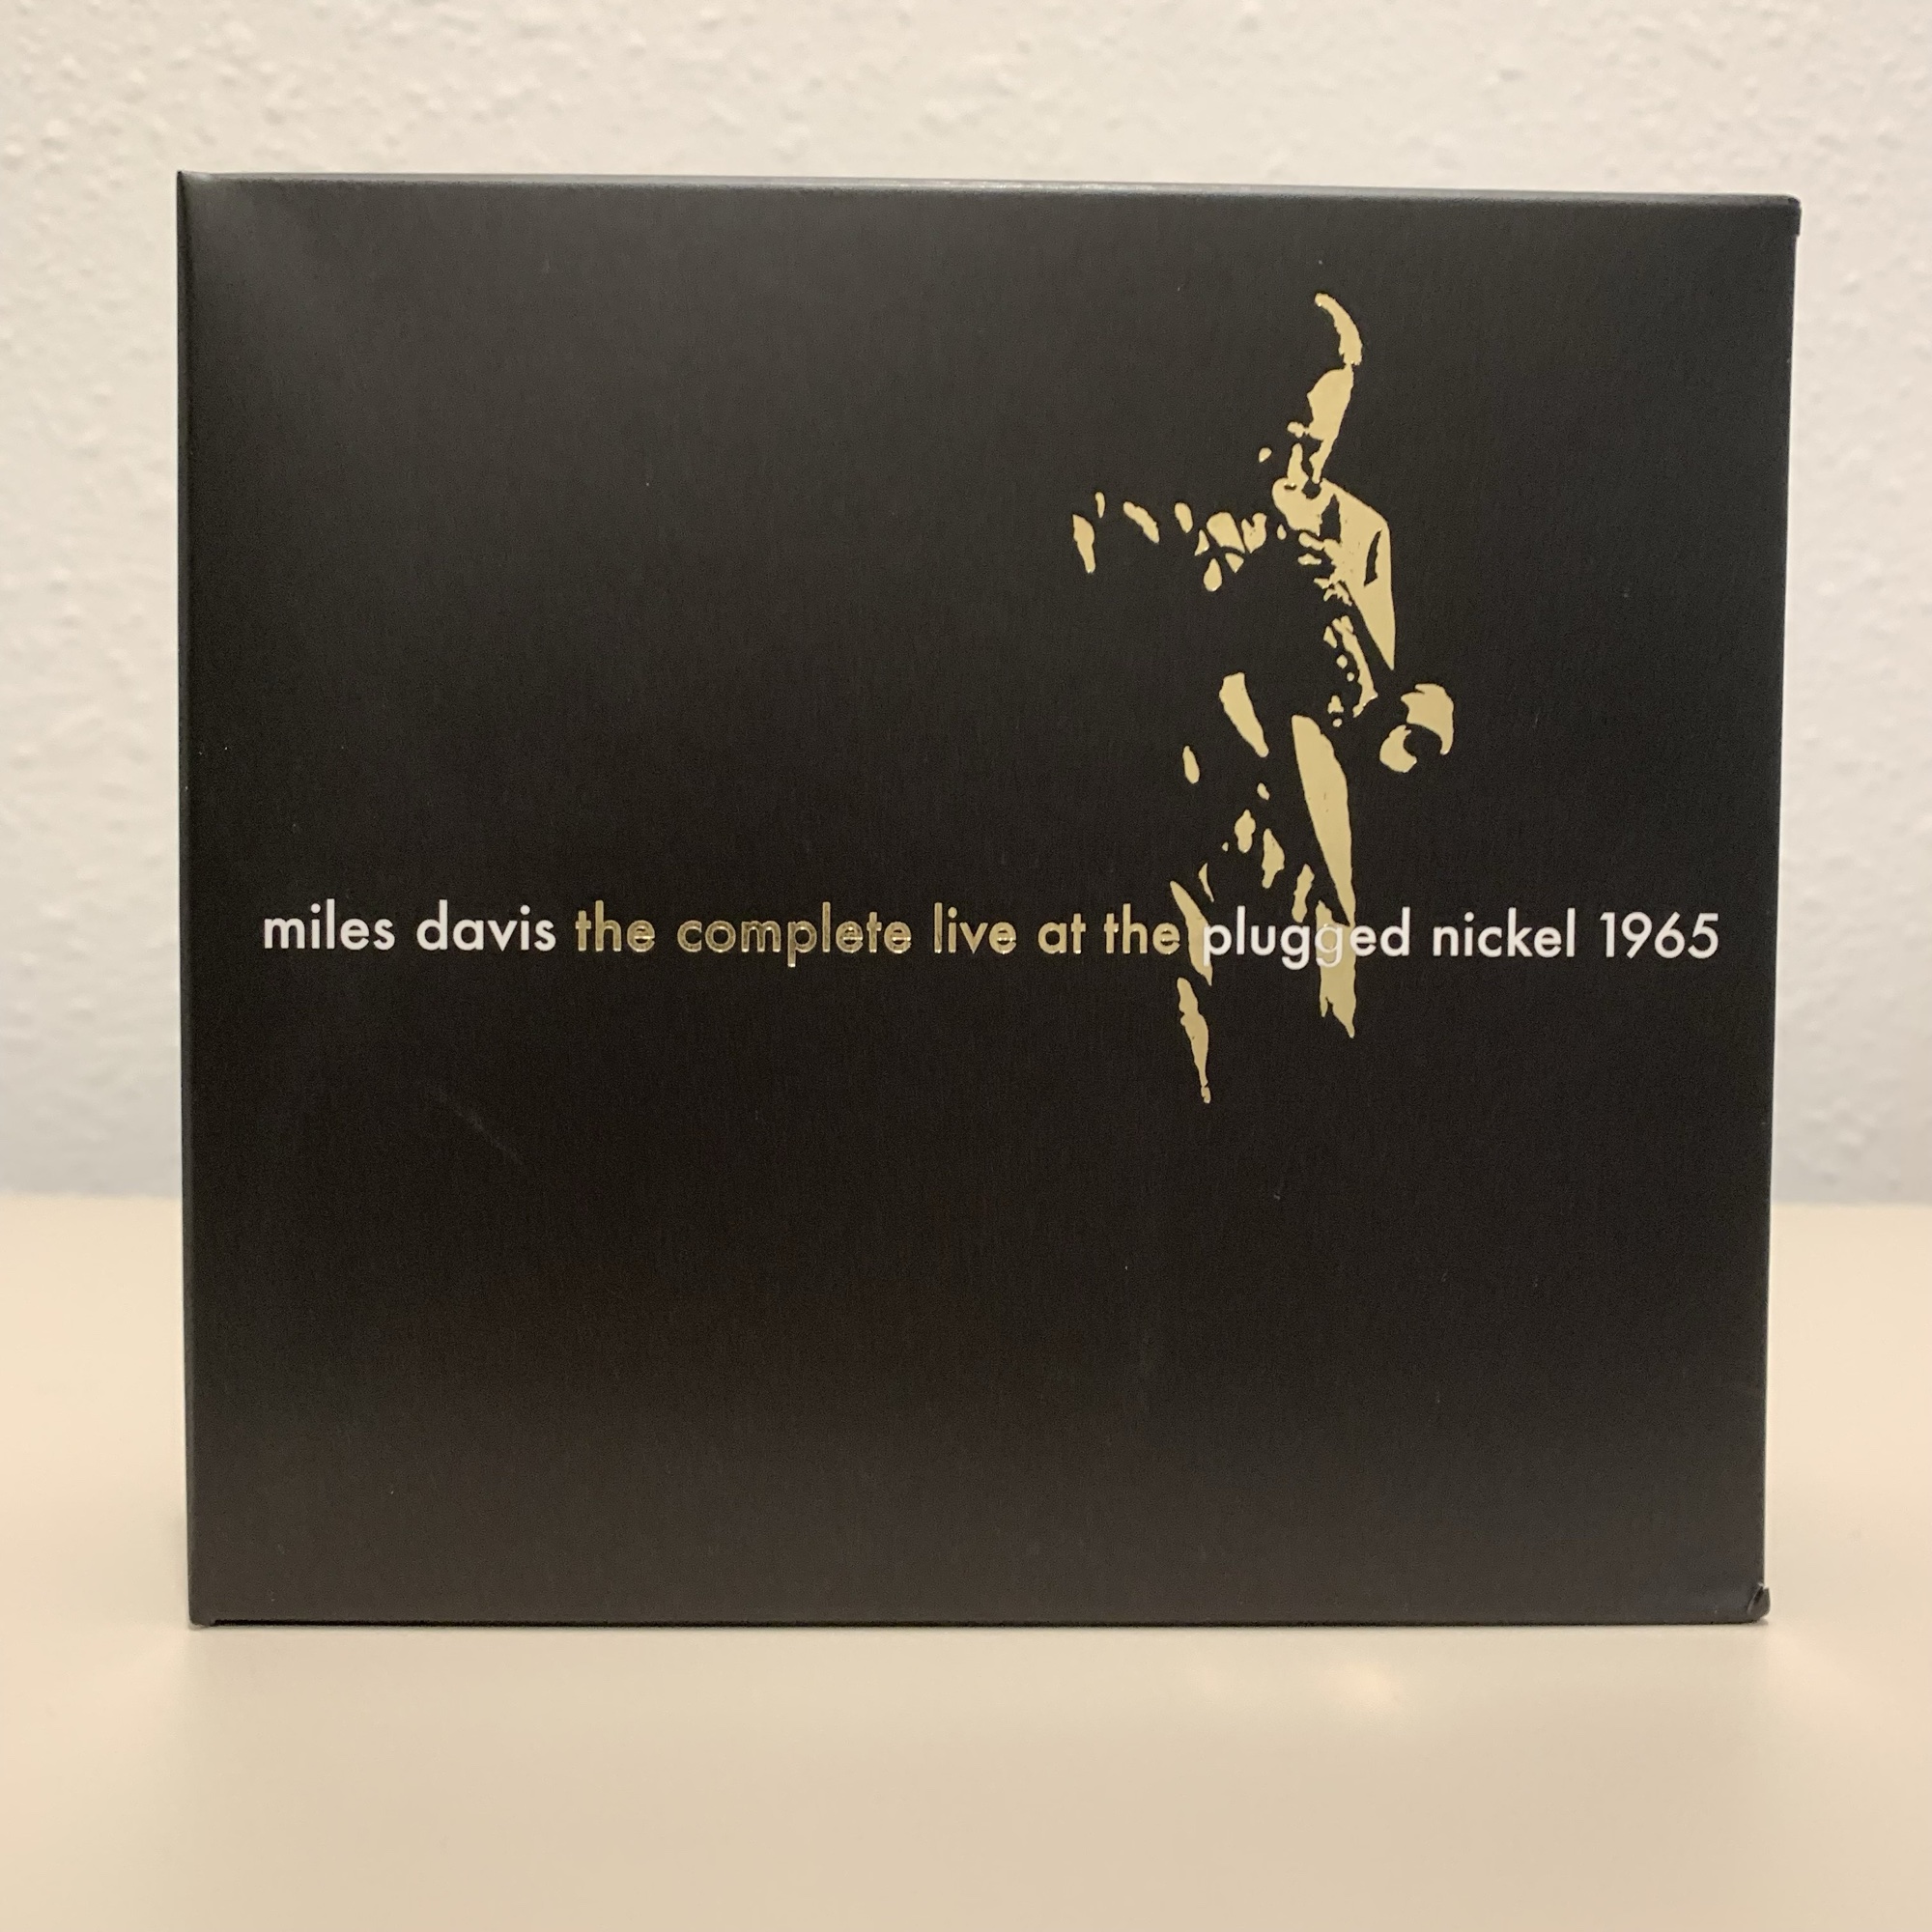 miles davis the complete live at the plugged nickel 1965